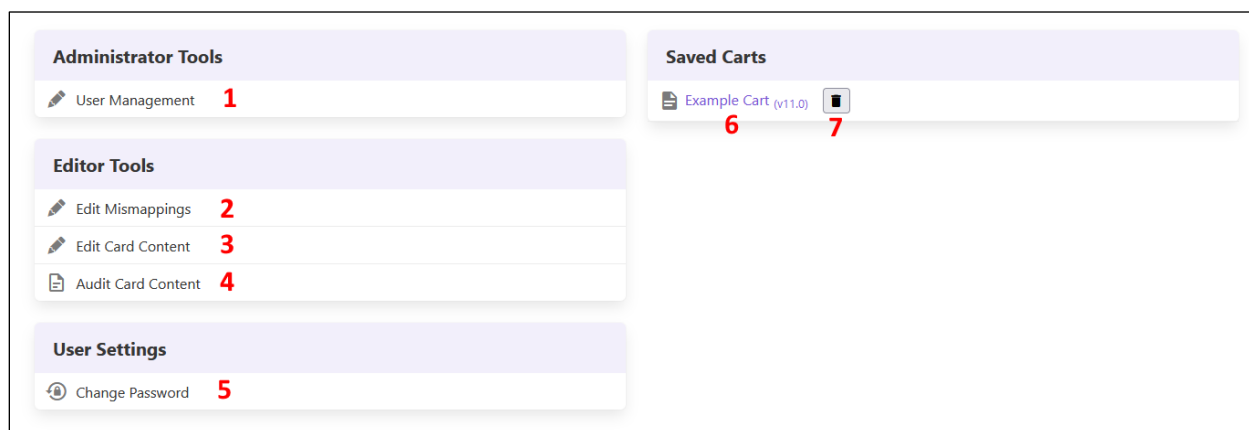 Administrator Tools
User Management 1
Editor Tools
Edit Mismappings 2
Edit Card Content 3
Audit Card Content 4
User Settings
Change Password 5
Saved Carts
Example Cart (v11.0)
6 7